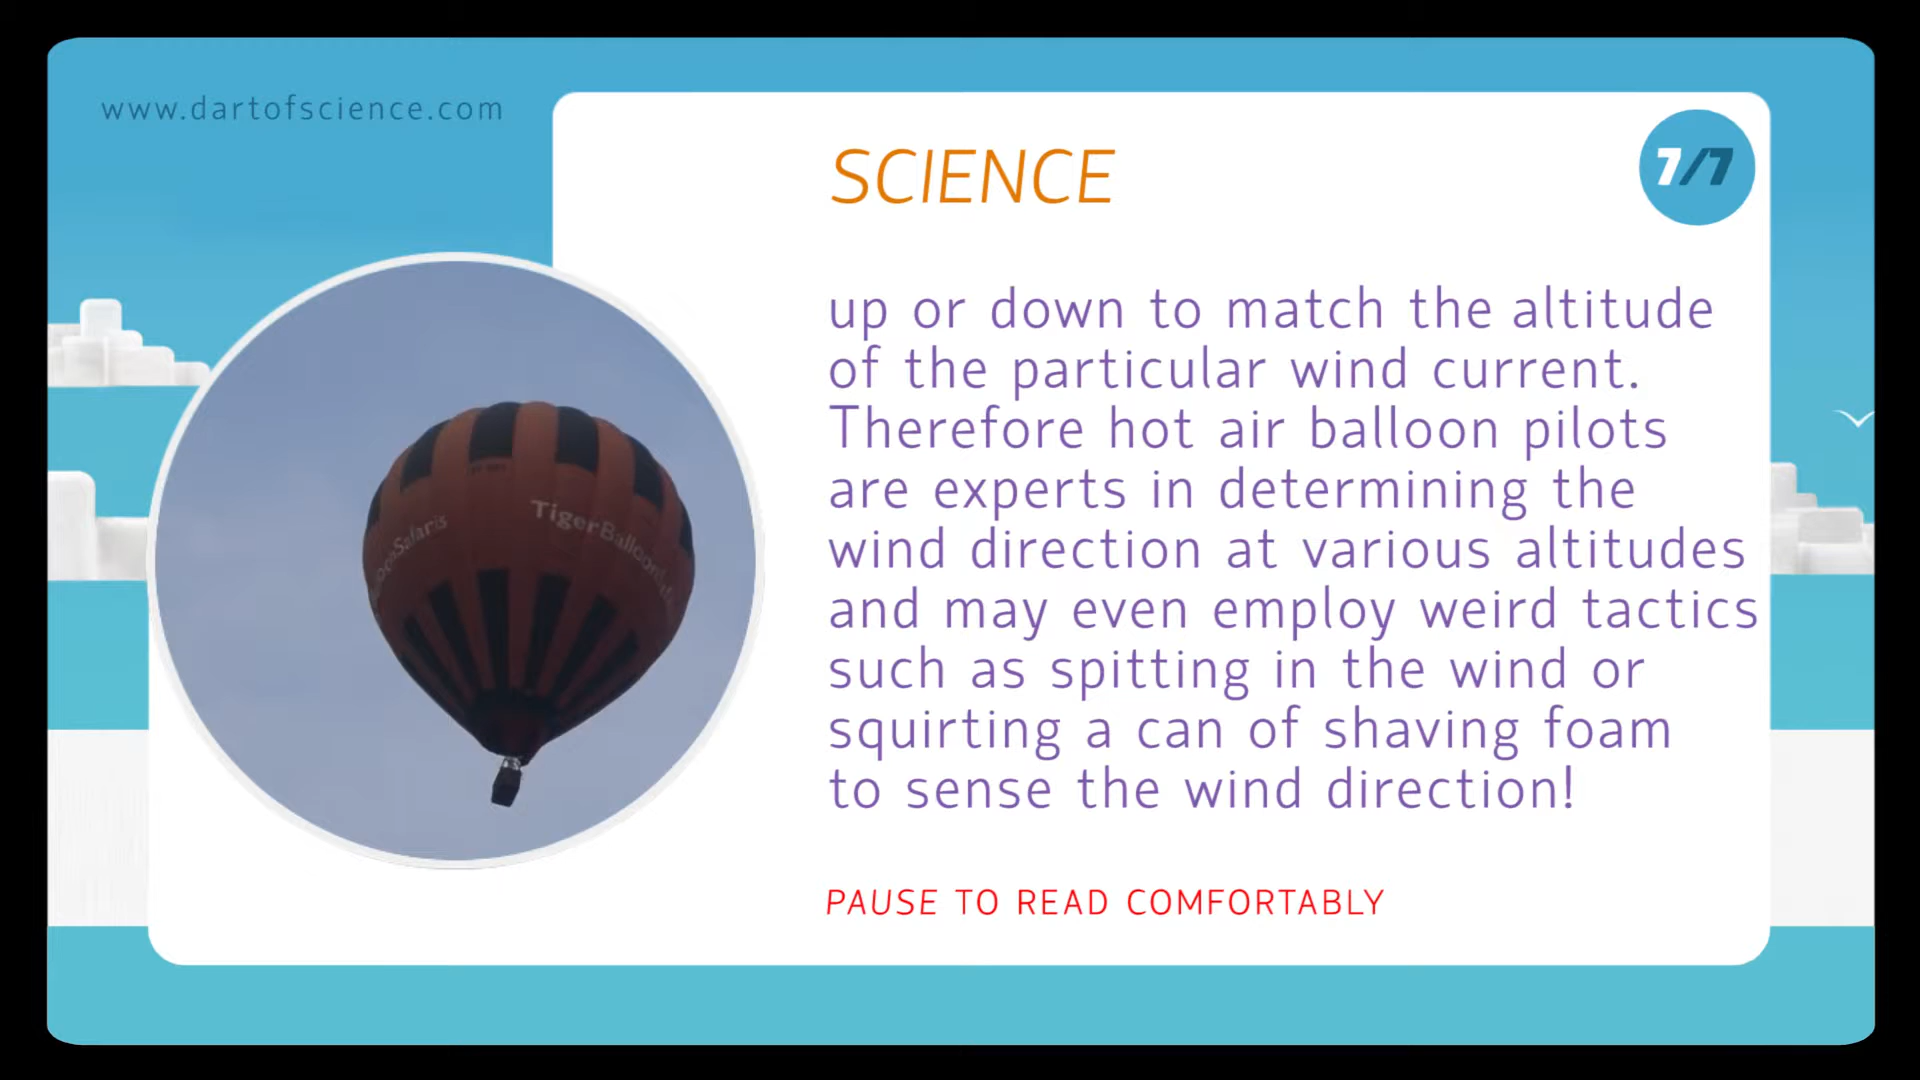 www.dartofscience.com
SCIENCE
7/7
up or down to match the altitude
of the particular wind current.
Therefore hot air balloon pilots
are experts in determining the
wind direction at various altitudes
and may even employ weird tactics
such as spitting in the wind or
squirting a can of shaving foam
to sense the wind direction!
PAUSE TO READ COMFORTABLY
TigerBalloon